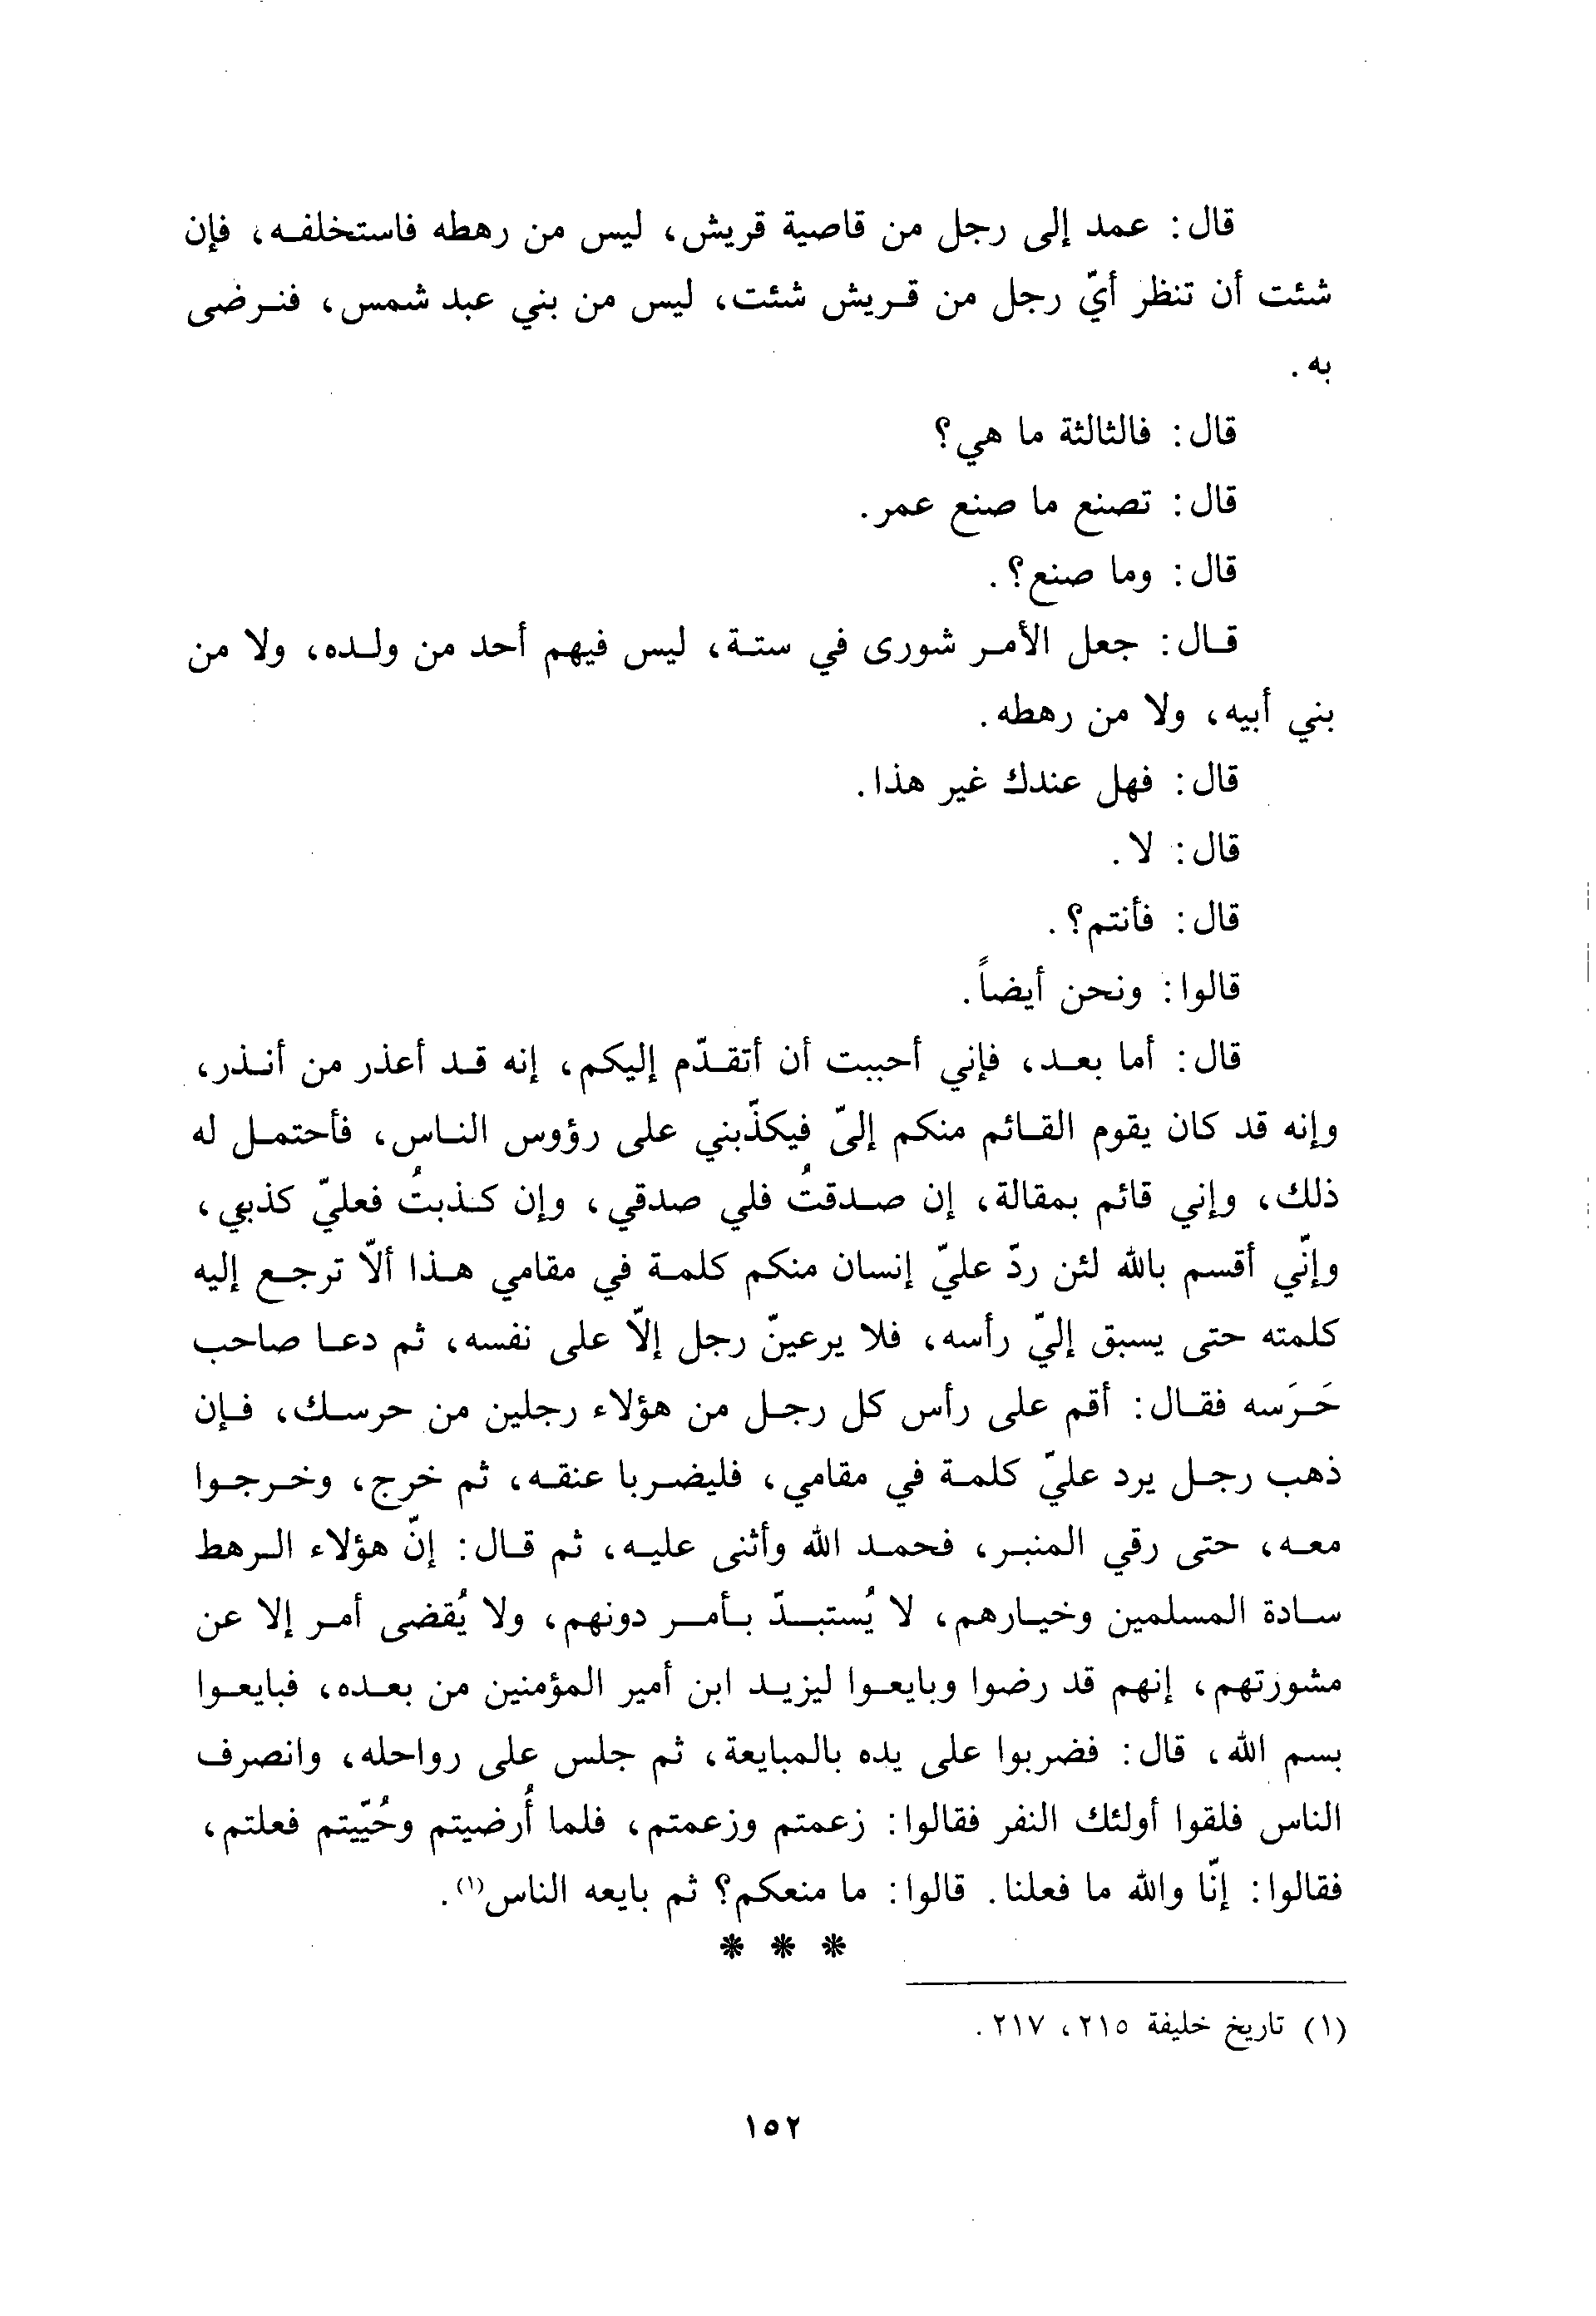 قال: عمد إلى رجل من قاصية قريش، ليس من رهطه فاستخلفه، فإن
شئت أن تنظر أيّ رجل من قريش شئت، ليس من بني عبد شمس، فنرضى
به.
قال: فالثالثة ما هي؟
قال: تصنع ما صنع عمر.
قال: وما صنع؟.
قال: جعل الأمر شورى في ستة، ليس فيهم أحد من ولده، ولا من
بني أبيه، ولا من رهطه.
قال: فهل عندك غير هذا.
قال: لا.
قال: فأنتم؟.
قالوا: ونحن أيضاً.
قال: أما بعد، فإني أحببت أن أتقدّم إليكم، إنه قد أعذر من أنذر،
وإنه قد كان يقوم القائم منكم إلىّ فيكذّبني على رؤوس الناس، فأحتمل له
ذلك، وإني قائم بمقالة، إن صدقتُ فلي صدقي، وإن كذبتُ فعليّ كذبي،
وإنّي أقسم بالله لئن ردّ عليّ إنسان منكم كلمة في مقامي هذا ألاّ ترجع إليه
كلمته حتى يسبق إليّ رأسه، فلا يرعينّ رجل إلاّ على نفسه، ثم دعا صاحب
حَرَسه فقال: أقم على رأس كل رجل من هؤلاء رجلين من حرسك، فإن
ذهب رجل يرد عليّ كلمة في مقامي، فليضربا عنقه، ثم خرج، وخرجوا
معه، حتى رقي المنبر، فحمد الله وأثنى عليه، ثم قال: إنّ هؤلاء الرهط
سادة المسلمين وخيارهم، لا يُستبدّ بأمر دونهم، ولا يُقضى أمر إلا عن
مشورتهم، إنهم قد رضوا وبايعوا ليزيد ابن أمير المؤمنين من بعده، فبايعوا
بسم الله، قال: فضربوا على يده بالمبايعة، ثم جلس على رواحله، وانصرف
الناس فلقوا أولئك النفر فقالوا: زعمتم وزعمتم، فلما أُرضيتم وحُيّيتم فعلتم،
فقالوا: إنّا والله ما فعلنا. قالوا: ما منعكم؟ ثم بايعه الناس(١).
* * *
(١) تاريخ خليفة ٢١٥، ٢١٧.
١٥٢